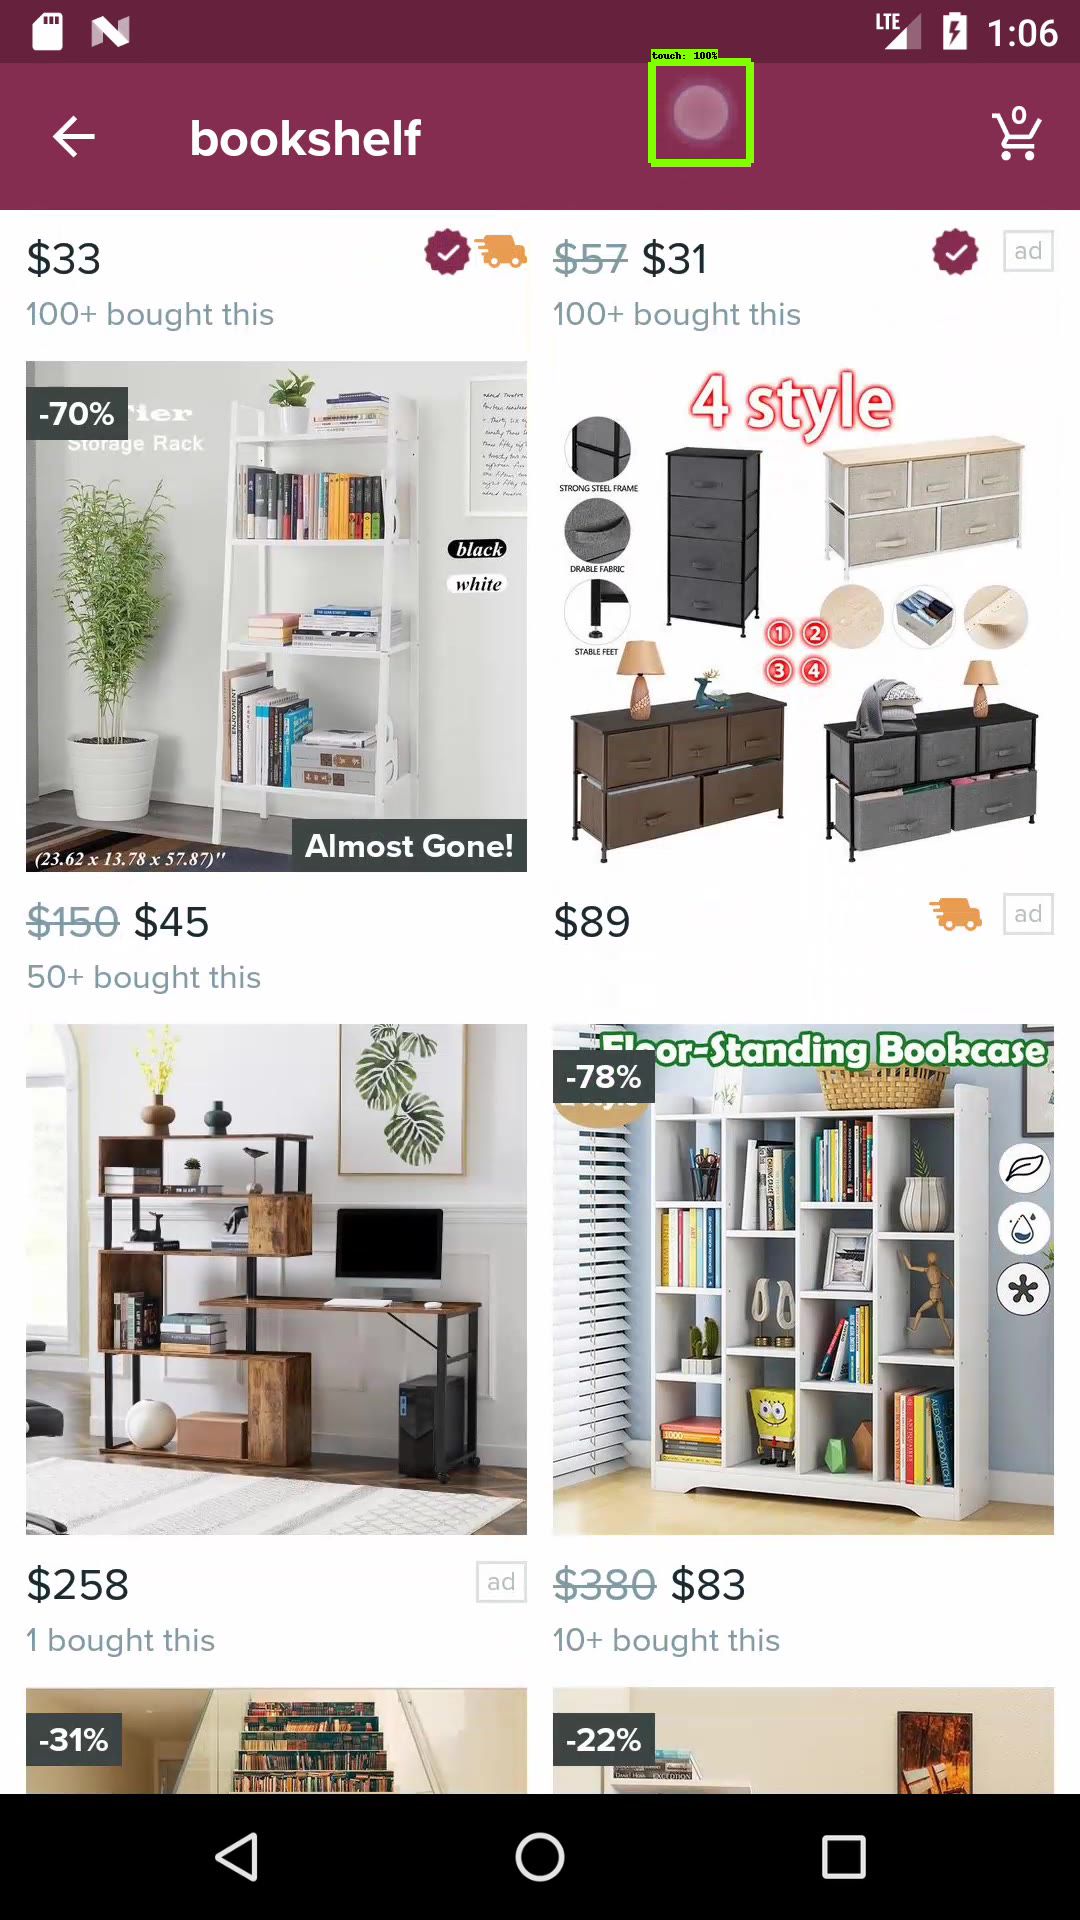 LTE 1:06
touch: 100%
bookshelf
0
$33
$57 $31 ad
100+ bought this
100+ bought this
-70%
Tier
Storage Rack
black
white
(23.62 x 13.78 x 57.87)"
Almost Gone!
4 style
STRONG STEEL FRAME
DRABLE FABRIC
STABLE FEET
1 2
3 4
$150 $45
50+ bought this
$89 ad
-78%
Floor-Standing Bookcase
$258 ad
1 bought this
$380 $83
10+ bought this
-31%
-22%